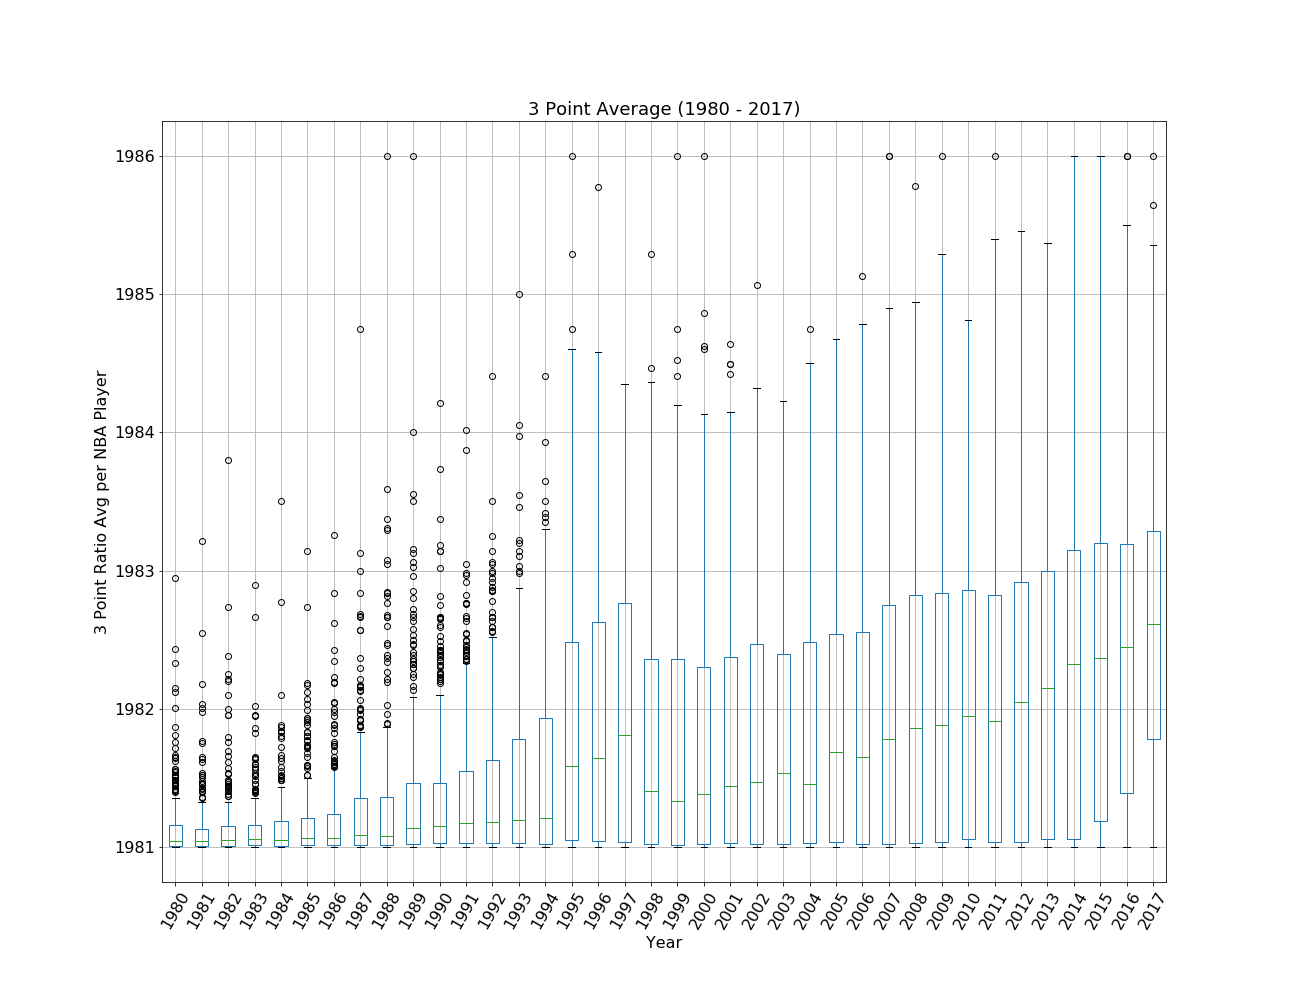 3 Point Average (1980 - 2017)
3 Point Ratio Avg per NBA Player
1986
1985
1984
1983
1982
1981
1980 1981 1982 1983 1984 1985 1986 1987 1988 1989 1990 1991 1992 1993 1994 1995 1996 1997 1998 1999 2000 2001 2002 2003 2004 2005 2006 2007 2008 2009 2010 2011 2012 2013 2014 2015 2016 2017
Year